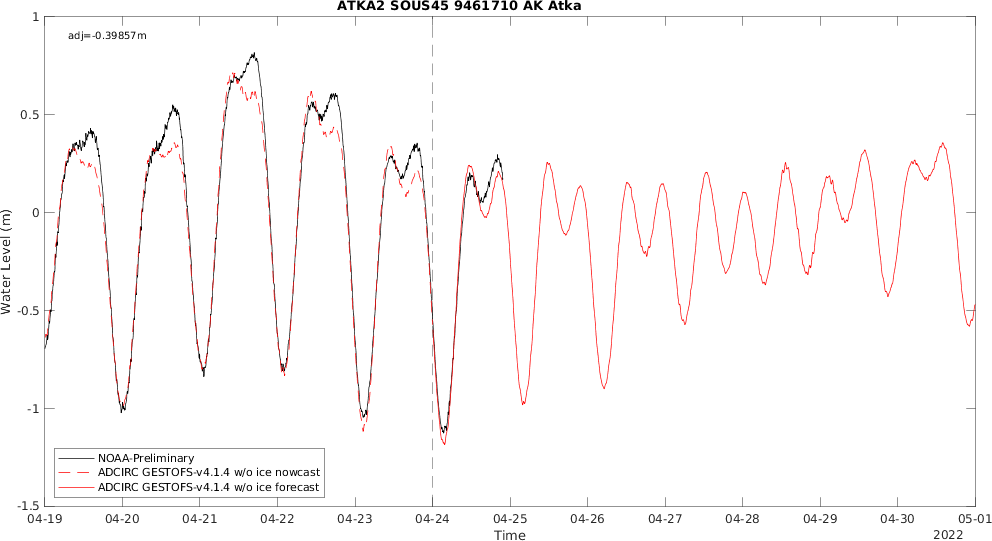 ATKA2 SOUS45 9461710 AK Atka
adj=-0.39857m
1
0.5
0
-0.5
-1
-1.5
Water Level (m)
NOAA-Preliminary
ADCIRC GESTOFS-v4.1.4 w/o ice nowcast
ADCIRC GESTOFS-v4.1.4 w/o ice forecast
04-19 04-20 04-21 04-22 04-23 04-24 04-25 04-26 04-27 04-28 04-29 04-30 05-01
Time
2022